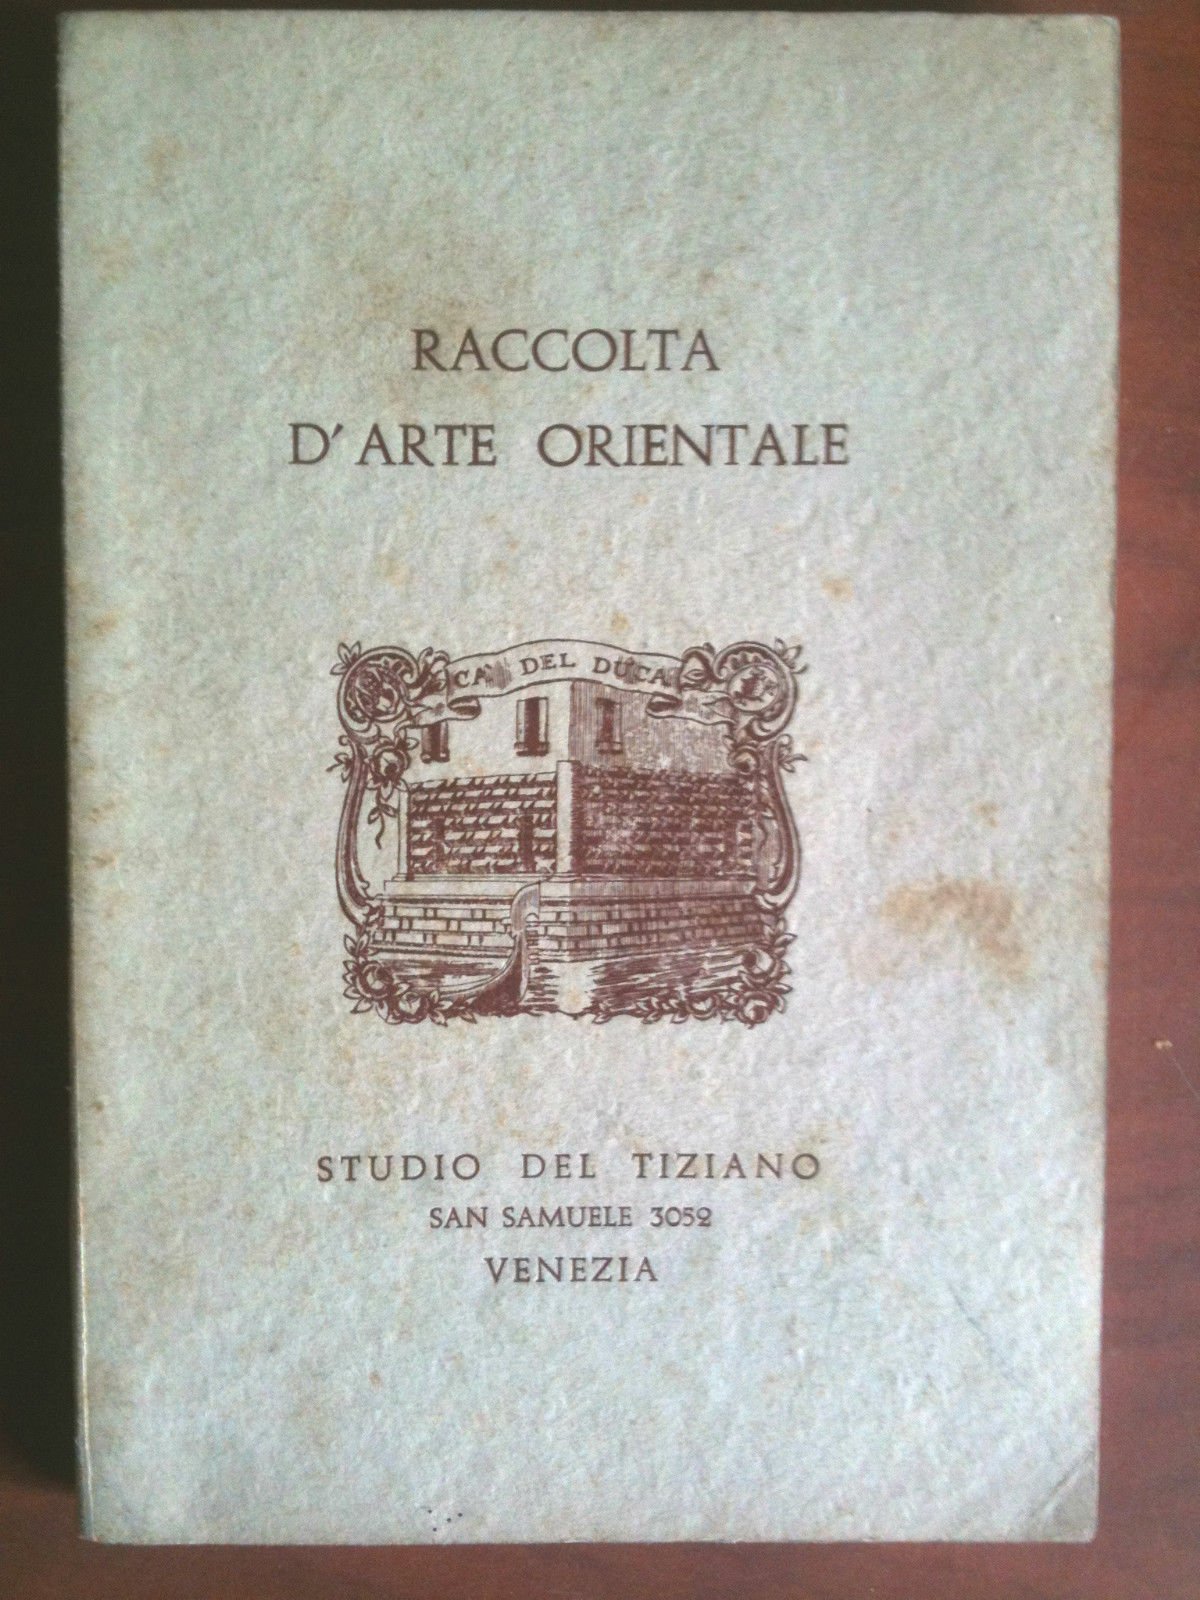 RACCOLTA
D'ARTE ORIENTALE
CA DEL DUCA
STUDIO DEL TIZIANO
SAN SAMUELE 3052
VENEZIA